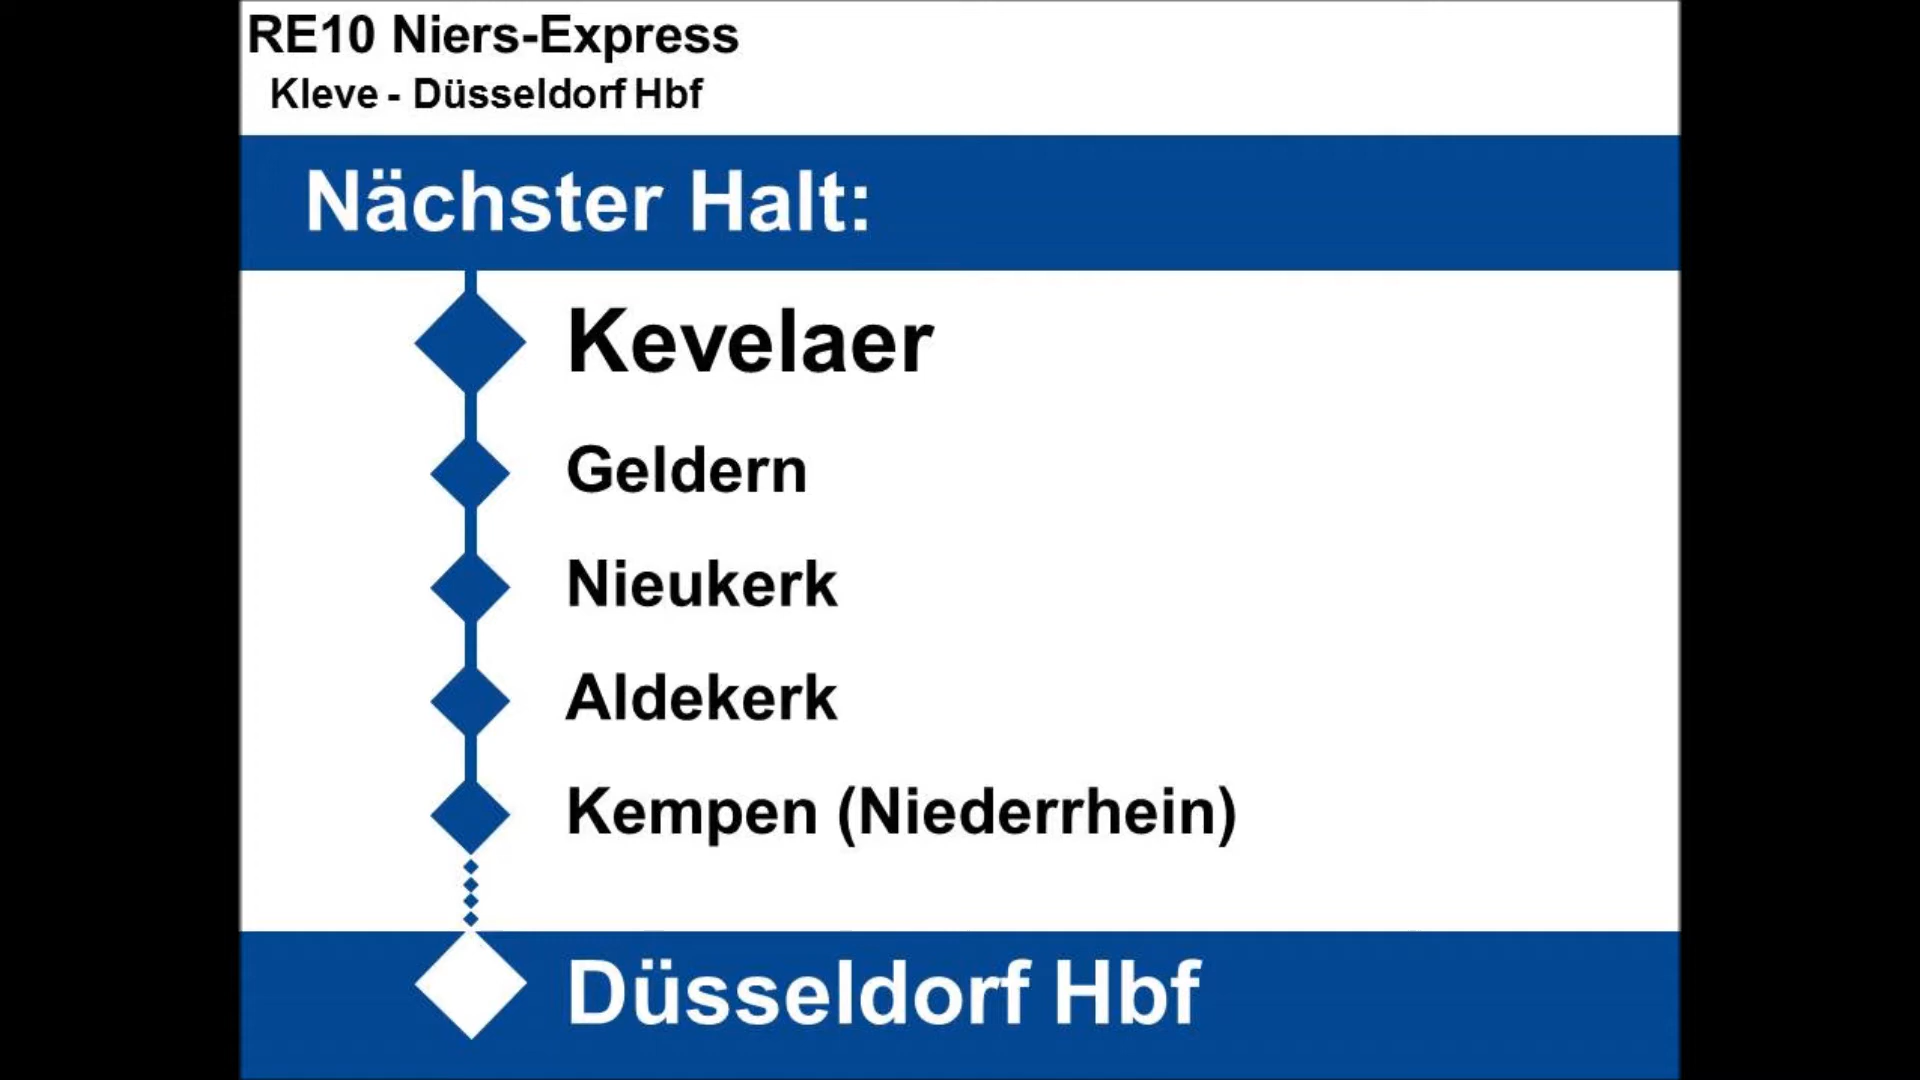 RE10 Niers-Express
Kleve - Düsseldorf Hbf
Nächster Halt:
Kevelaer
Geldern
Nieukerk
Aldekerk
Kempen (Niederrhein)
Düsseldorf Hbf